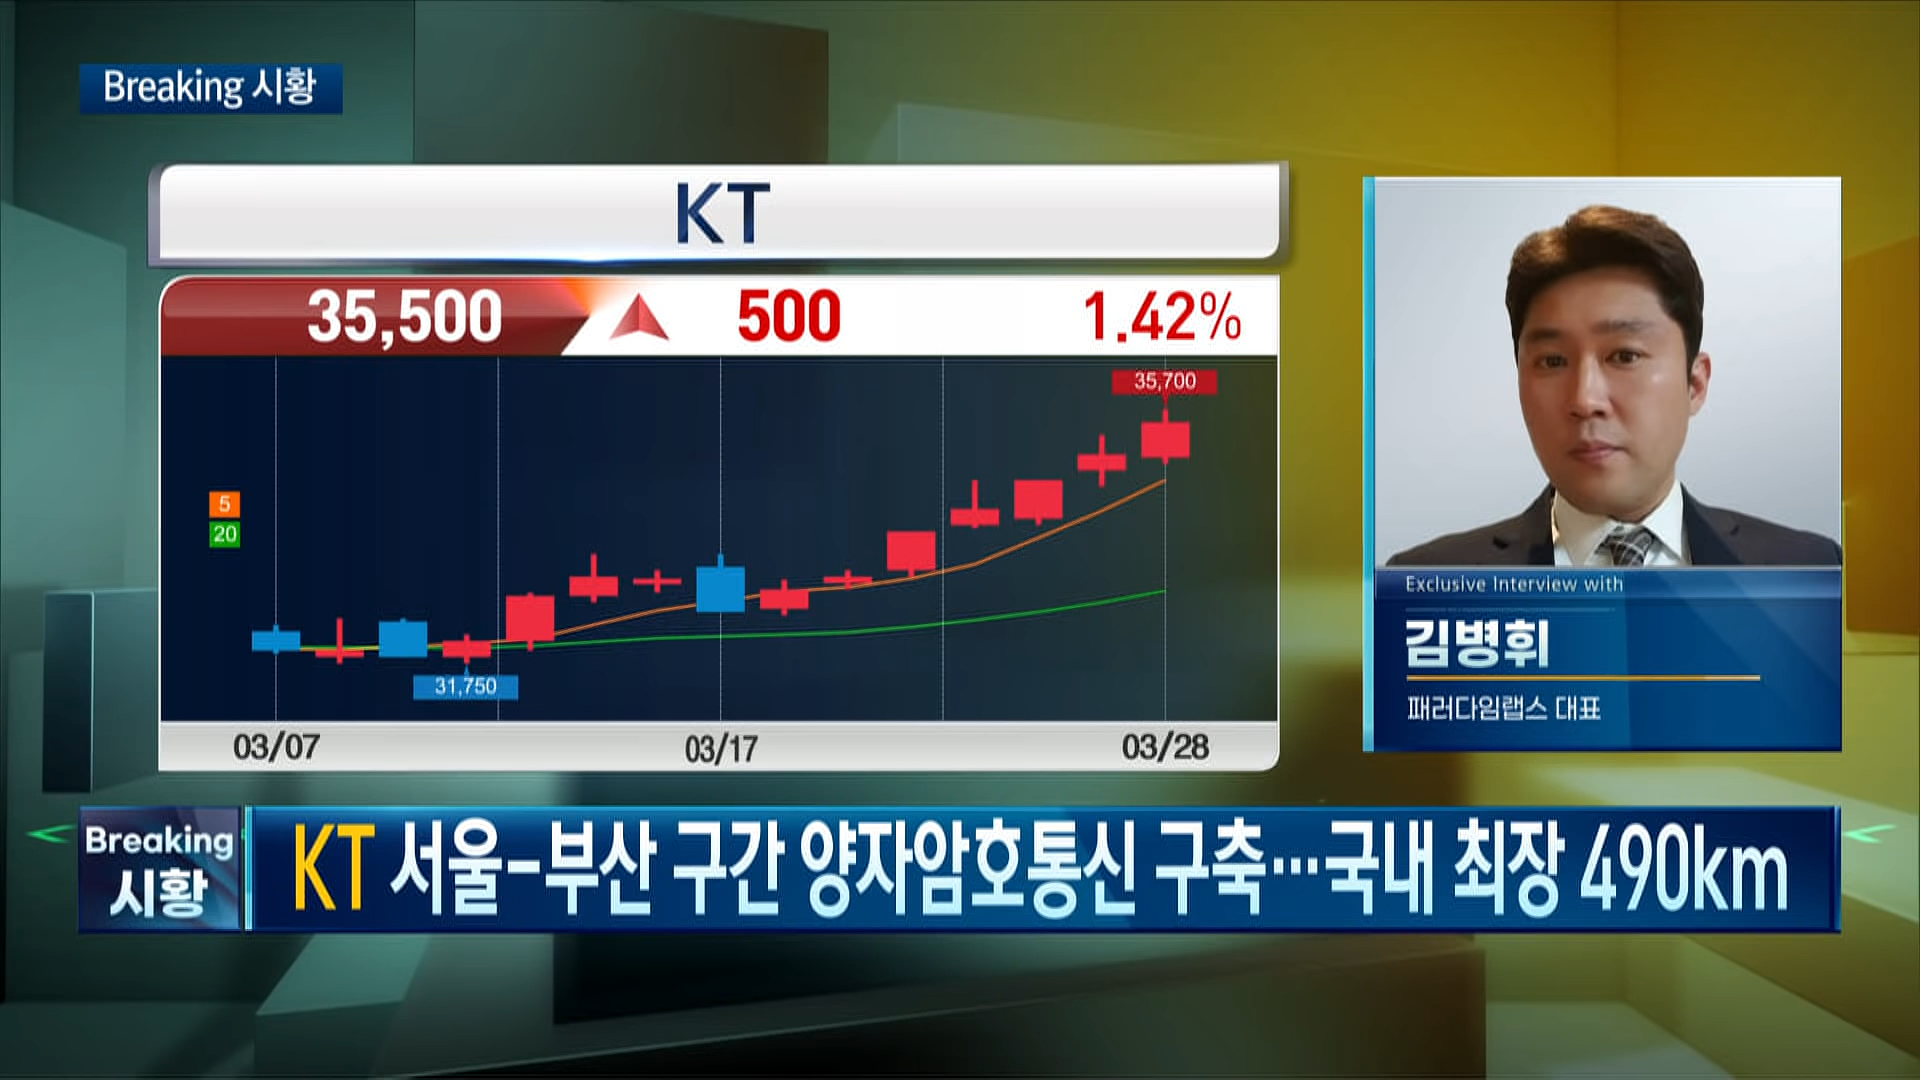 Breaking 시황
KT
35,500 500 1.42%
35,700
5
20
31,750
03/07 03/17 03/28
Exclusive Interview with
김병휘
패러다임랩스 대표
Breaking
시황
KT 서울-부산 구간 양자암호통신 구축…국내 최장 490km